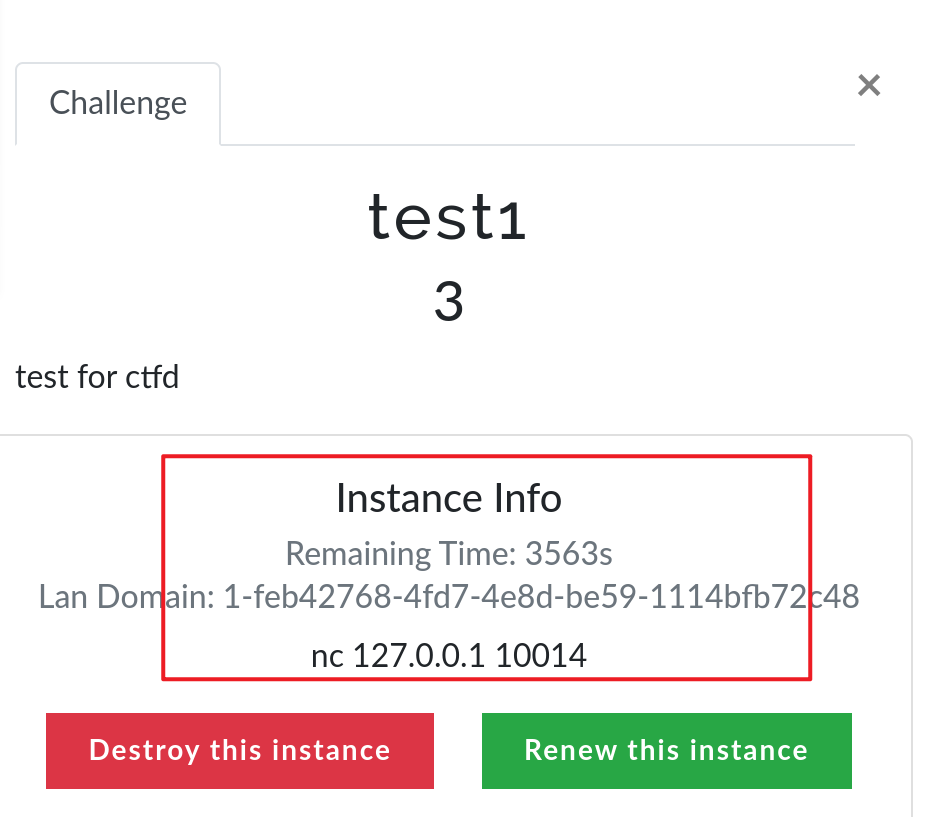 Challenge
×
test1
3
test for ctfd
Instance Info
Remaining Time: 3563s
Lan Domain: 1-feb42768-4fd7-4e8d-be59-1114bfb72c48
nc 127.0.0.1 10014
Destroy this instance
Renew this instance